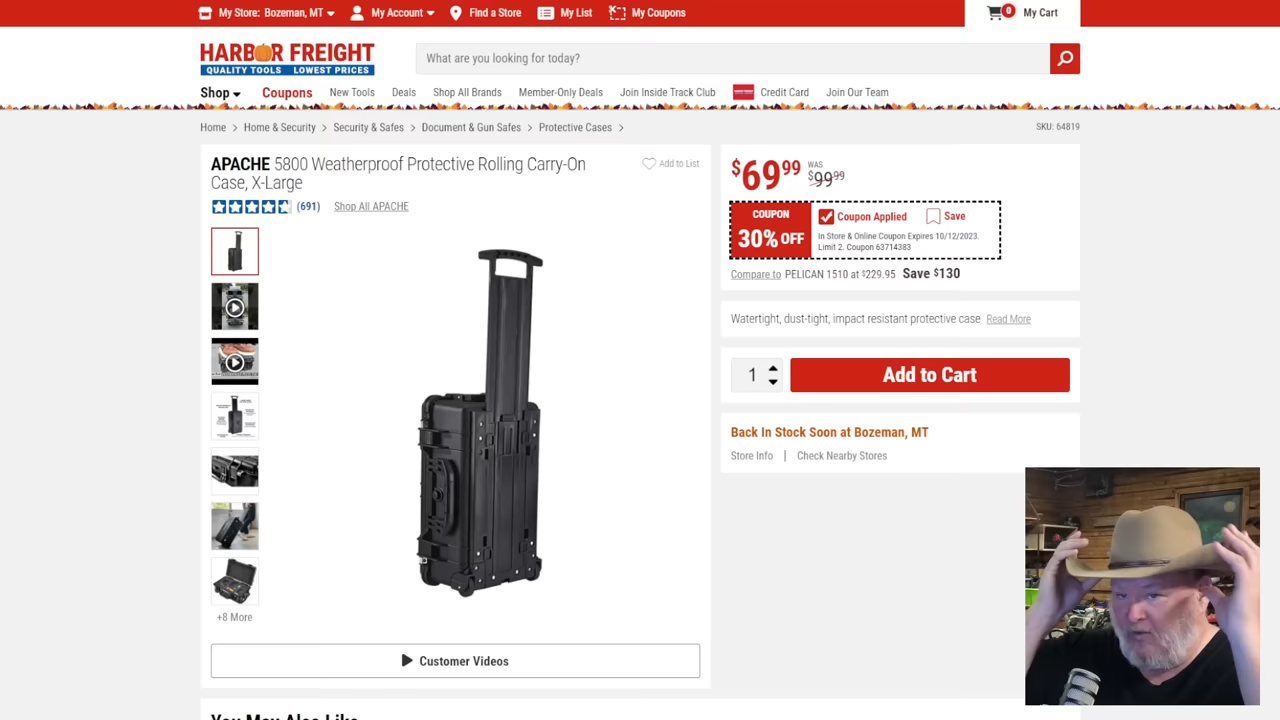 My Store: Bozeman, MT
My Account
Find a Store
My List
My Coupons
0
My Cart
HARBOR FREIGHT
QUALITY TOOLS LOWEST PRICES
What are you looking for today?
Shop
Coupons
New Tools
Deals
Shop All Brands
Member-Only Deals
Join Inside Track Club
Credit Card
Join Our Team
Home > Home & Security > Security & Safes > Document & Gun Safes > Protective Cases >
SKU: 64819
APACHE 5800 Weatherproof Protective Rolling Carry-On
Case, X-Large
Add to List
(691)
Shop All APACHE
+8 More
Customer Videos
$69 99
WAS
$99 99
COUPON
30% OFF
Coupon Applied
Save
In Store & Online Coupon Expires 10/12/2023.
Limit 2. Coupon 63714383
Compare to PELICAN 1510 at $229.95 Save $130
Watertight, dust-tight, impact resistant protective case Read More
1
Add to Cart
Back In Stock Soon at Bozeman, MT
Store Info | Check Nearby Stores
You May Also Like